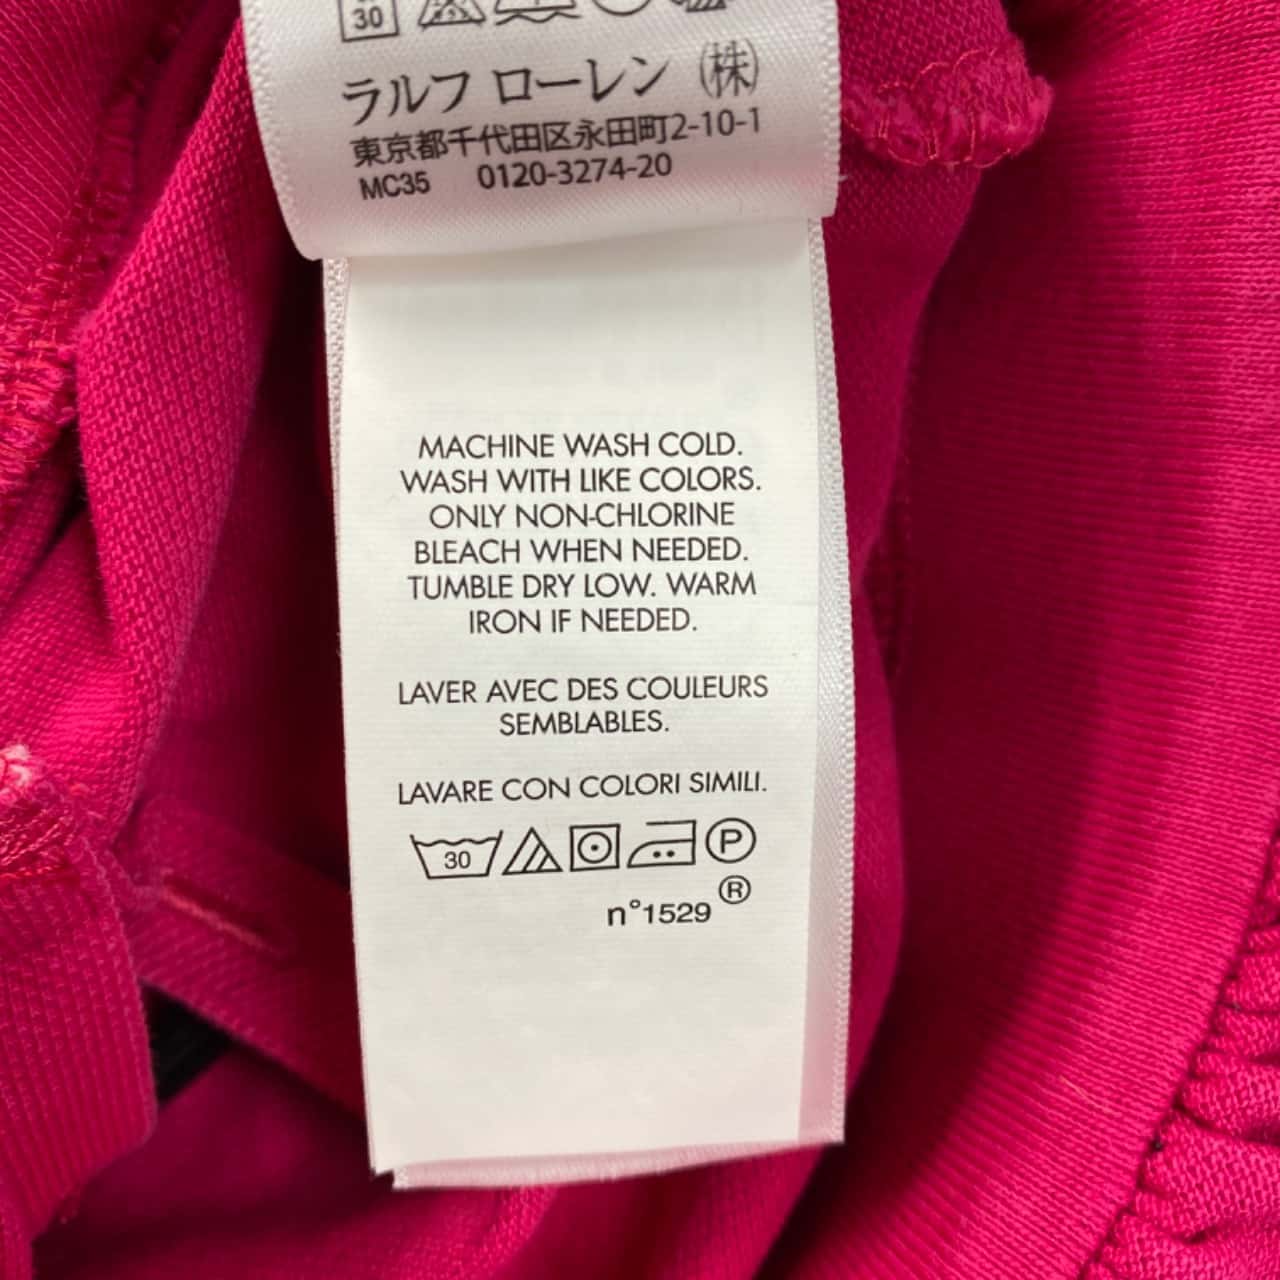 30
ラルフ ローレン (株)
東京都千代田区永田町2-10-1
MC35 0120-3274-20
MACHINE WASH COLD.
WASH WITH LIKE COLORS.
ONLY NON-CHLORINE
BLEACH WHEN NEEDED.
TUMBLE DRY LOW. WARM
IRON IF NEEDED.
LAVER AVEC DES COULEURS
SEMBLABLES.
LAVARE CON COLORI SIMILI.
30 P
®
n°1529